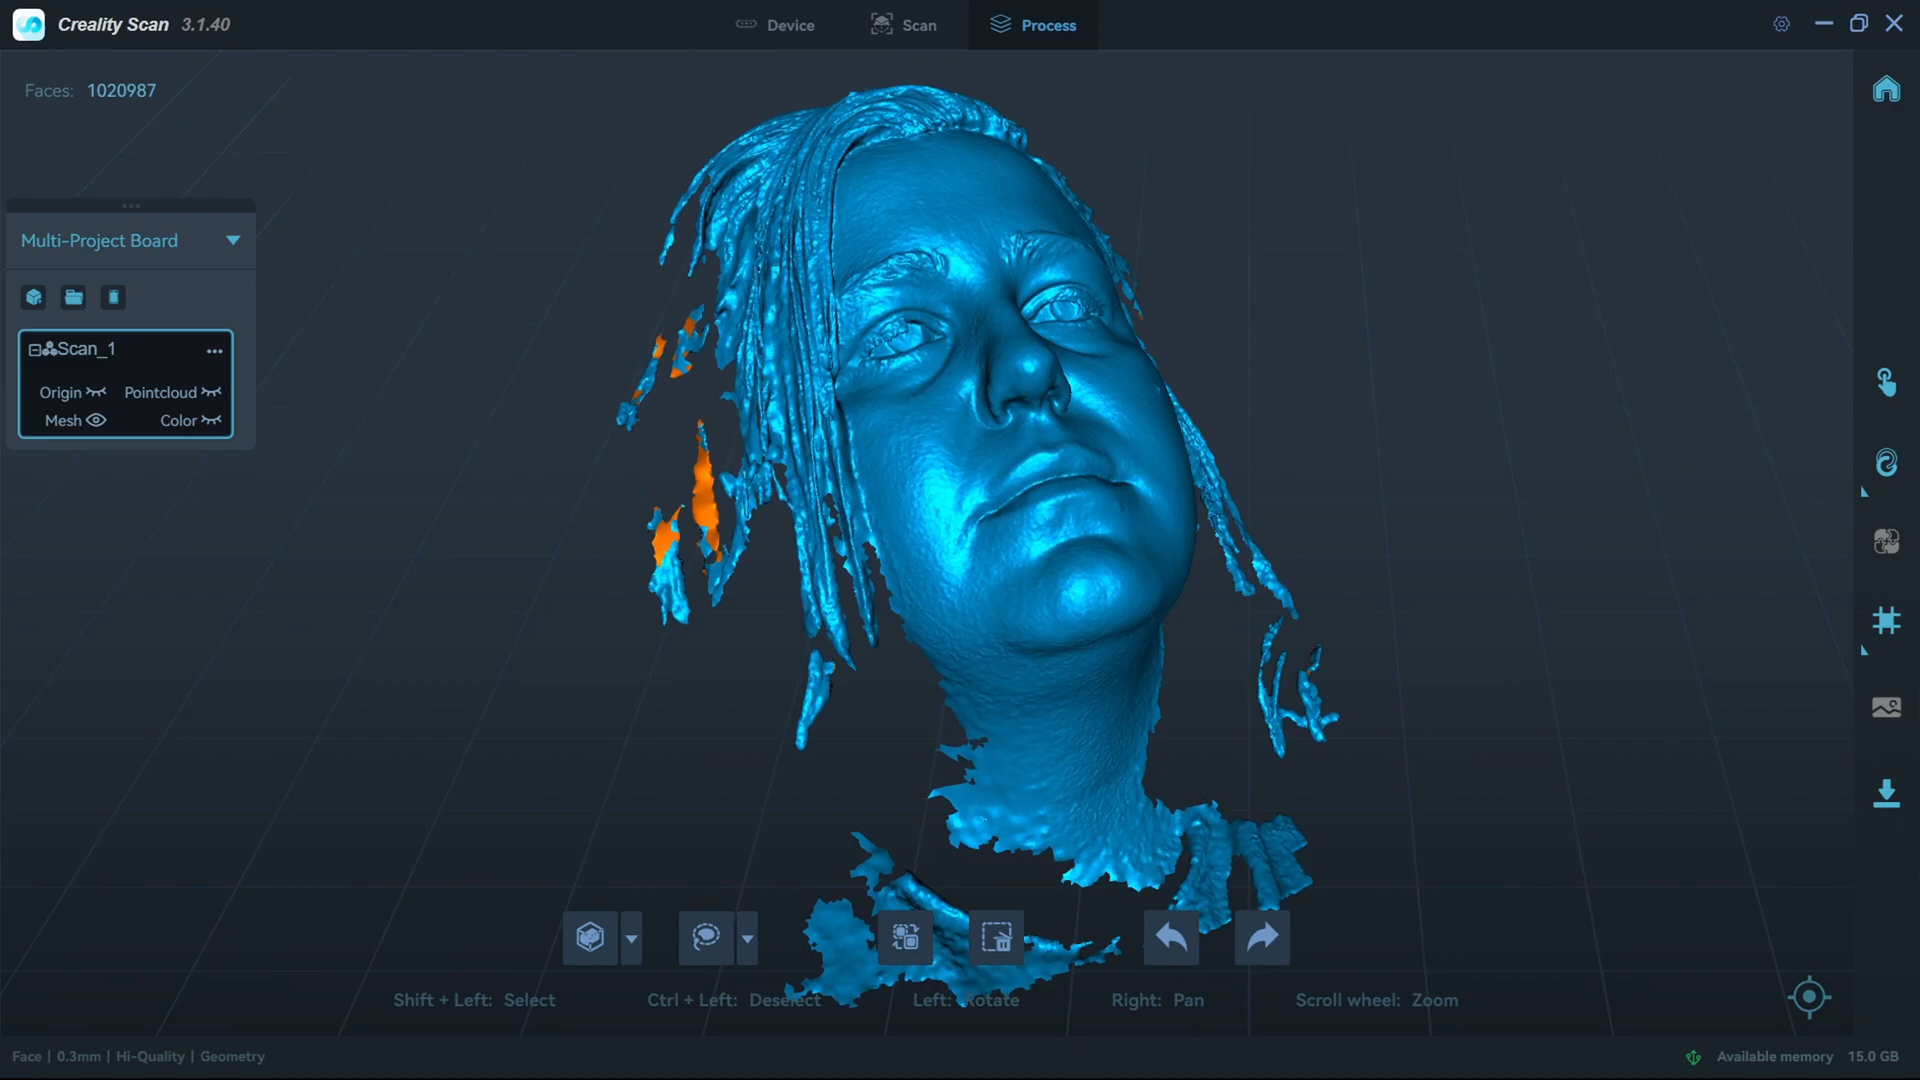 Creality Scan 3.1.40
Device
Scan
Process
Faces: 1020987
Multi-Project Board
Scan_1
Origin Pointcloud
Mesh Color
Shift + Left: Select
Ctrl + Left: Deselect
Left: Rotate
Right: Pan
Scroll wheel: Zoom
Face | 0.3mm | Hi-Quality | Geometry
Available memory 15.0 GB